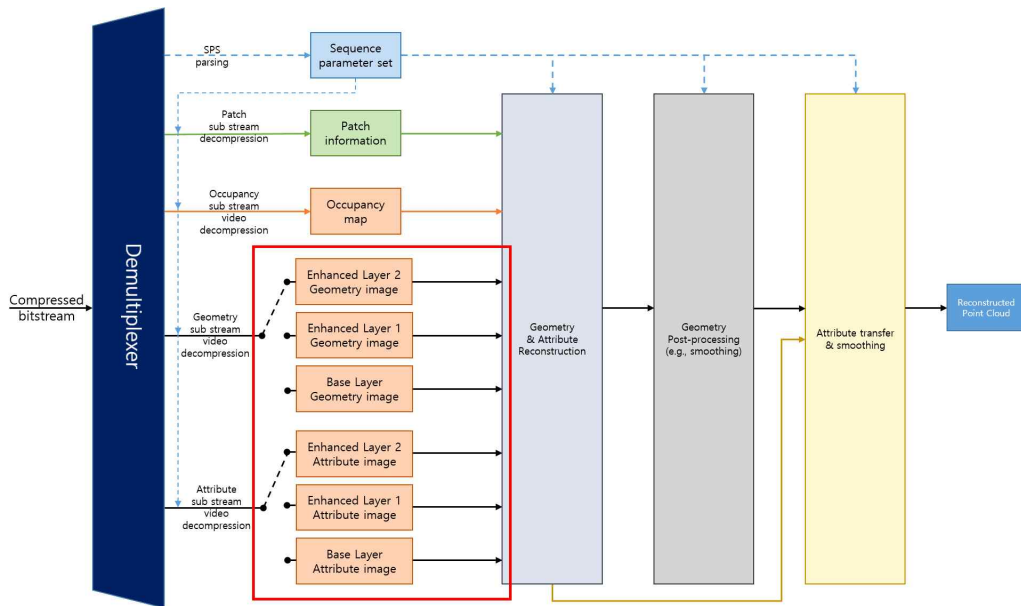 SPS
parsing
Sequence
parameter set
Patch
sub stream
decompression
Patch
information
Occupancy
sub stream
video
decompression
Occupancy
map
Demultiplexer
Compressed
bitstream
Geometry
sub stream
video
decompression
Enhanced Layer 2
Geometry image
Enhanced Layer 1
Geometry image
Base Layer
Geometry image
Attribute
sub stream
video
decompression
Enhanced Layer 2
Attribute image
Enhanced Layer 1
Attribute image
Base Layer
Attribute image
Geometry
& Attribute
Reconstruction
Geometry
Post-processing
(e.g., smoothing)
Attribute transfer
& smoothing
Reconstructed
Point Cloud